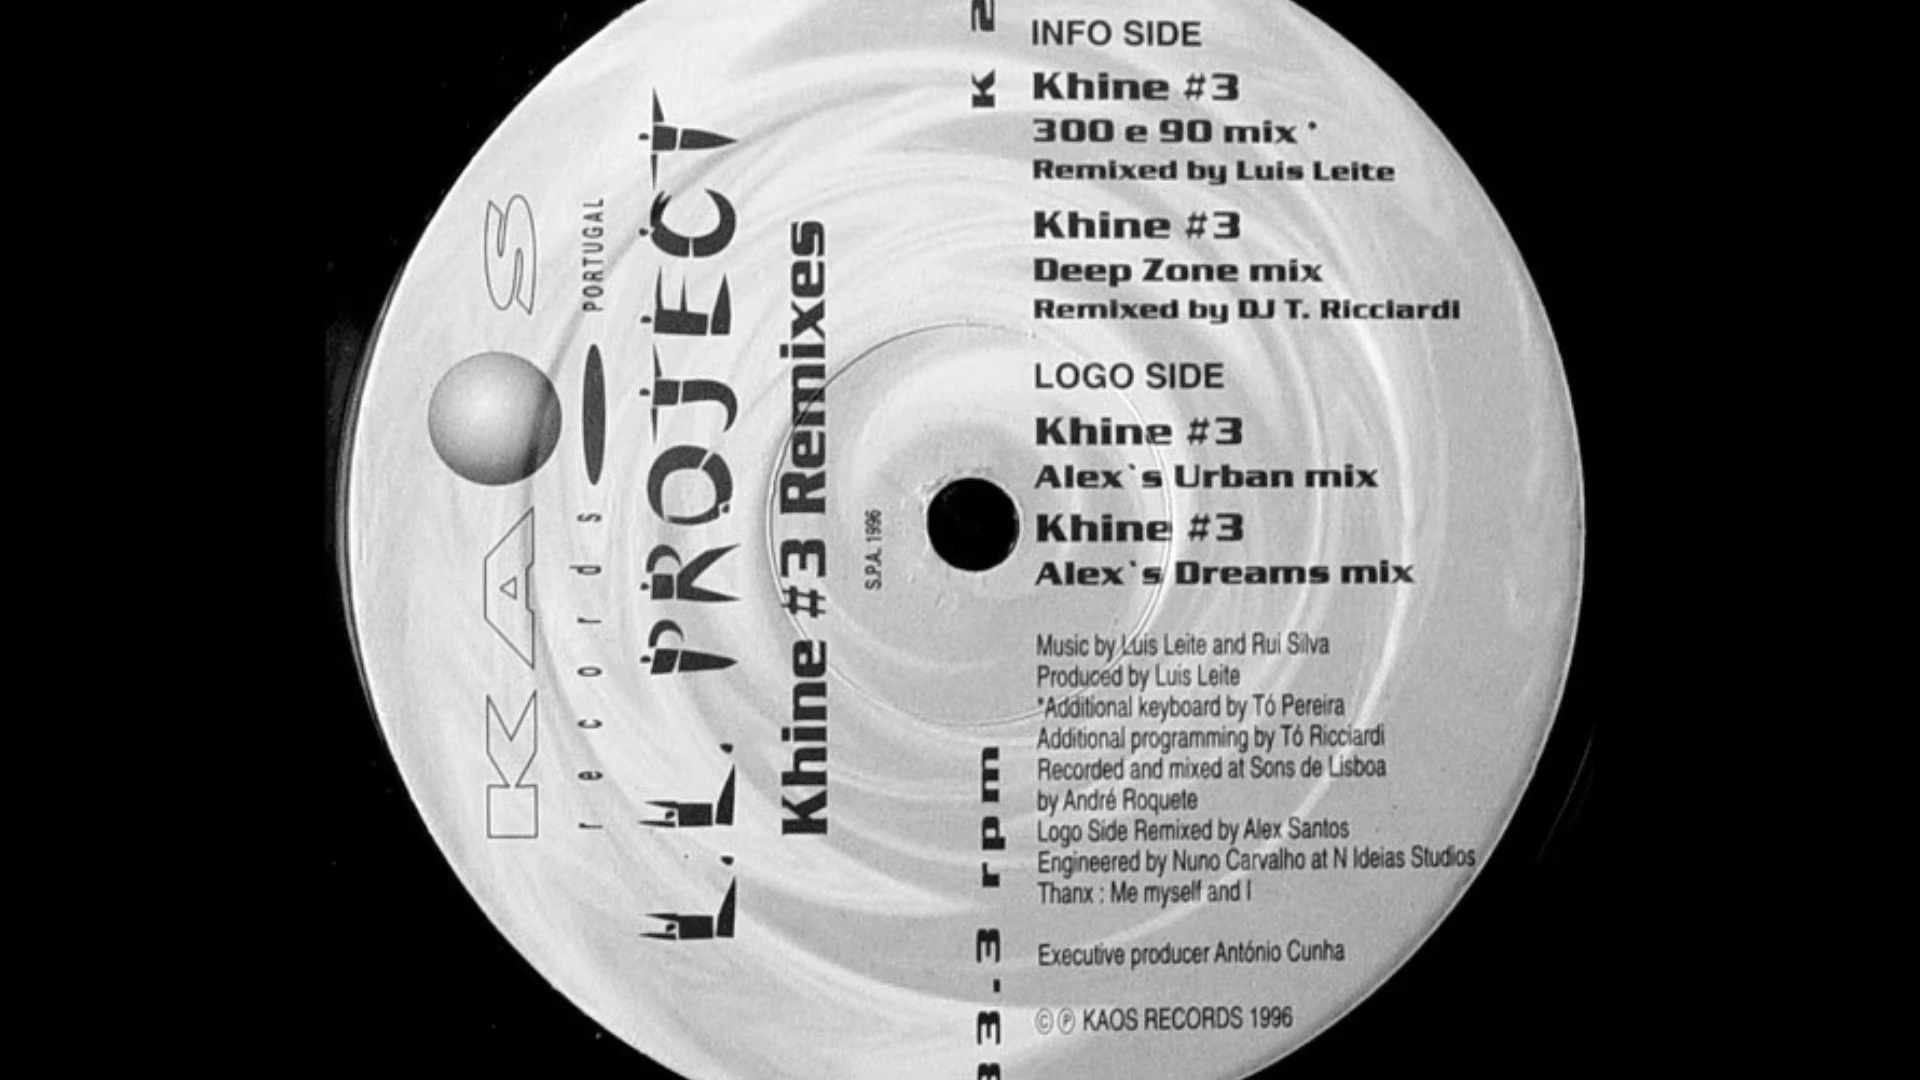 KAOS
records PORTUGAL
L.L. PROJECT
Khine #3 Remixes
S.P.A. 1996
33-3 rpm
K 2
INFO SIDE
Khine #3
300 e 90 mix *
Remixed by Luis Leite
Khine #3
Deep Zone mix
Remixed by DJ T. Ricciardi
LOGO SIDE
Khine #3
Alex`s Urban mix
Khine #3
Alex`s Dreams mix
Music by Luis Leite and Rui Silva
Produced by Luis Leite
*Additional keyboard by Tó Pereira
Additional programming by Tó Ricciardi
Recorded and mixed at Sons de Lisboa
by André Roquete
Logo Side Remixed by Alex Santos
Engineered by Nuno Carvalho at N Ideias Studios
Thanx : Me myself and I
Executive producer António Cunha
© ℗ KAOS RECORDS 1996